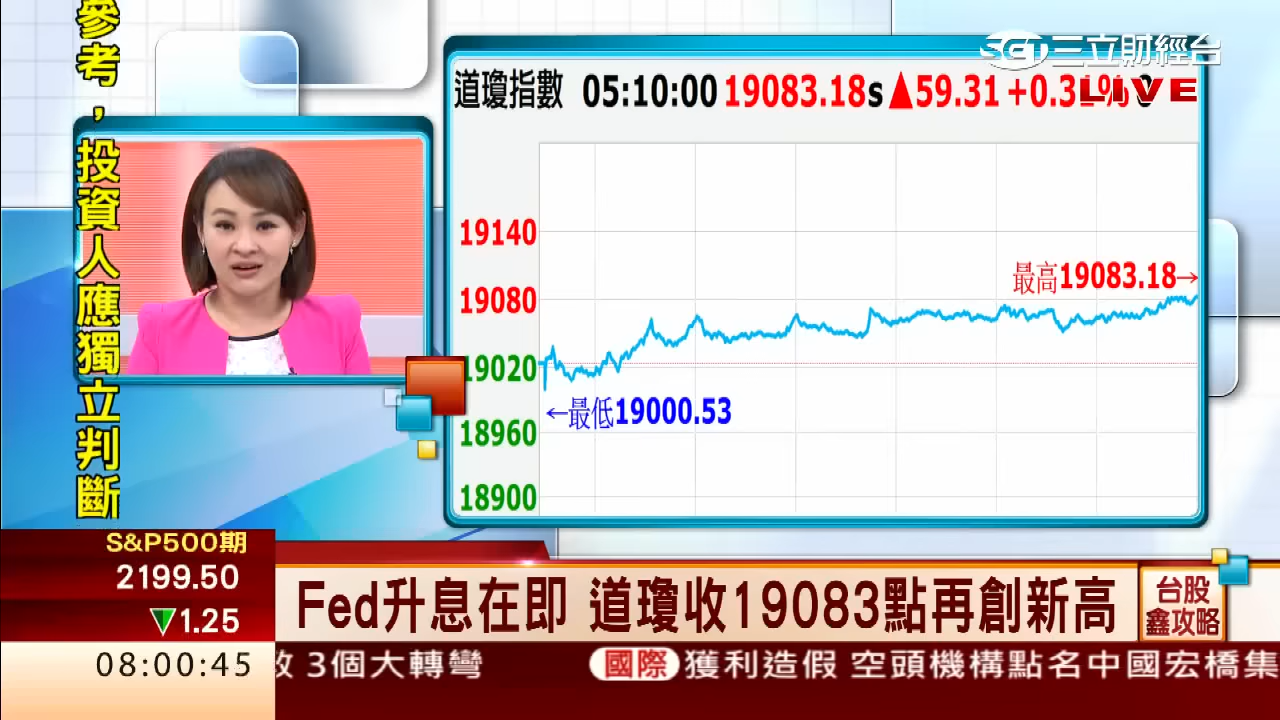 參考，投資人應獨立判斷
SET三立財經台
LIVE
道瓊指數 05:10:00 19083.18s ▲59.31 +0.31%
19140
19080
19020
18960
18900
最高19083.18→
←最低19000.53
S&P500期
2199.50
▼1.25
08:00:45
Fed升息在即 道瓊收19083點再創新高
台股
鑫攻略
3個大轉彎 國際 獲利造假 空頭機構點名中國宏橋集